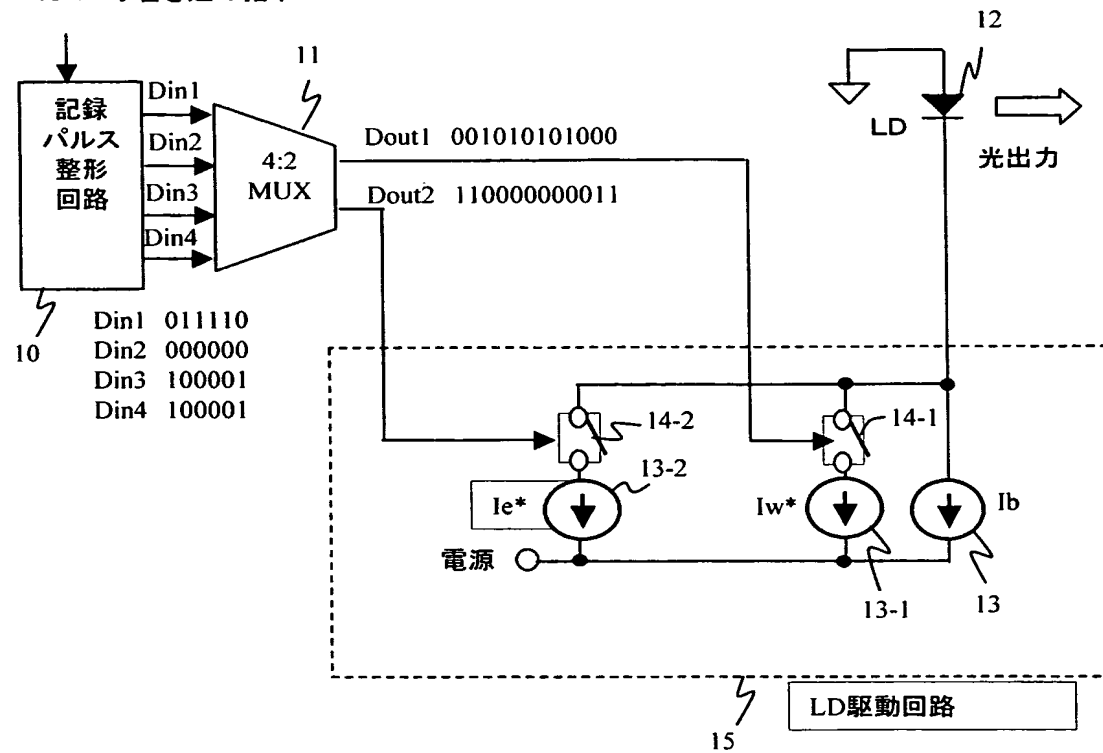 12
11
記録
パルス
整形
回路
Din1
Din2
Din3
Din4
4:2
MUX
Dout1 001010101000
Dout2 110000000011
LD
光出力
10
Din1 011110
Din2 000000
Din3 100001
Din4 100001
14-2
14-1
13-2
Ie*
Iw*
Ib
電源
13-1
13
15
LD駆動回路